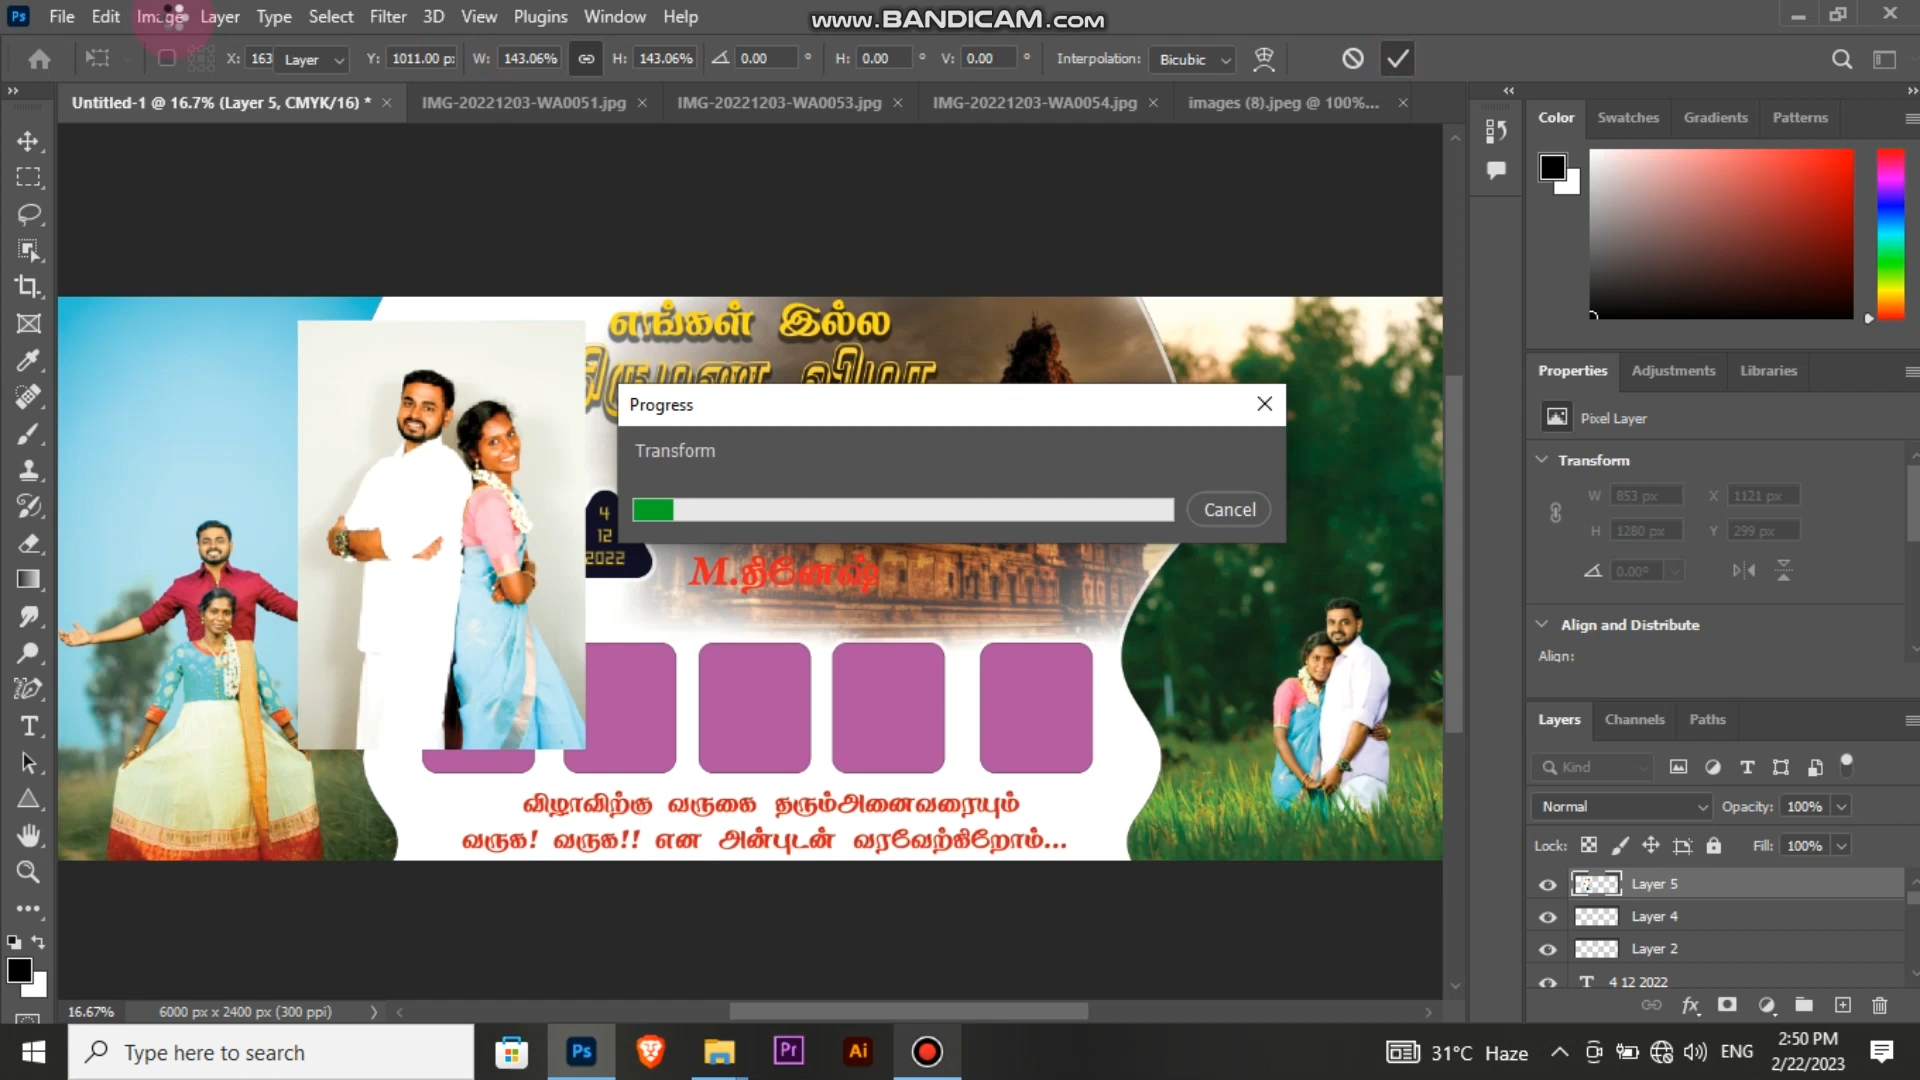 Ps File Edit Image Layer Type Select Filter 3D View Plugins Window Help
www.BANDICAM.com
X: 163 Layer Y: 1011.00 p: W: 143.06% H: 143.06% 0.00 ° H: 0.00 ° V: 0.00 ° Interpolation: Bicubic
Untitled-1 @ 16.7% (Layer 5, CMYK/16) * ×
IMG-20221203-WA0051.jpg ×
IMG-20221203-WA0053.jpg ×
IMG-20221203-WA0054.jpg ×
images (8).jpeg @ 100%... ×
Color Swatches Gradients Patterns
எங்கள் இல்ல
திருமண விழா
Progress
Transform
Cancel
4
12
2022
M.தினேஷ்
விழாவிற்கு வருகை தரும்அனைவரையும்
வருக! வருக!! என அன்புடன் வரவேற்கிறோம்...
Properties Adjustments Libraries
Pixel Layer
Transform
W 853 px X 1121 px
H 1280 px Y 299 px
0.00°
Align and Distribute
Align:
Layers Channels Paths
Kind
Normal Opacity: 100%
Lock: Fill: 100%
Layer 5
Layer 4
Layer 2
T 4 12 2022
16.67% 6000 px x 2400 px (300 ppi)
Type here to search
Ps
Pr
Ai
31°C Haze
ENG
2:50 PM
2/22/2023